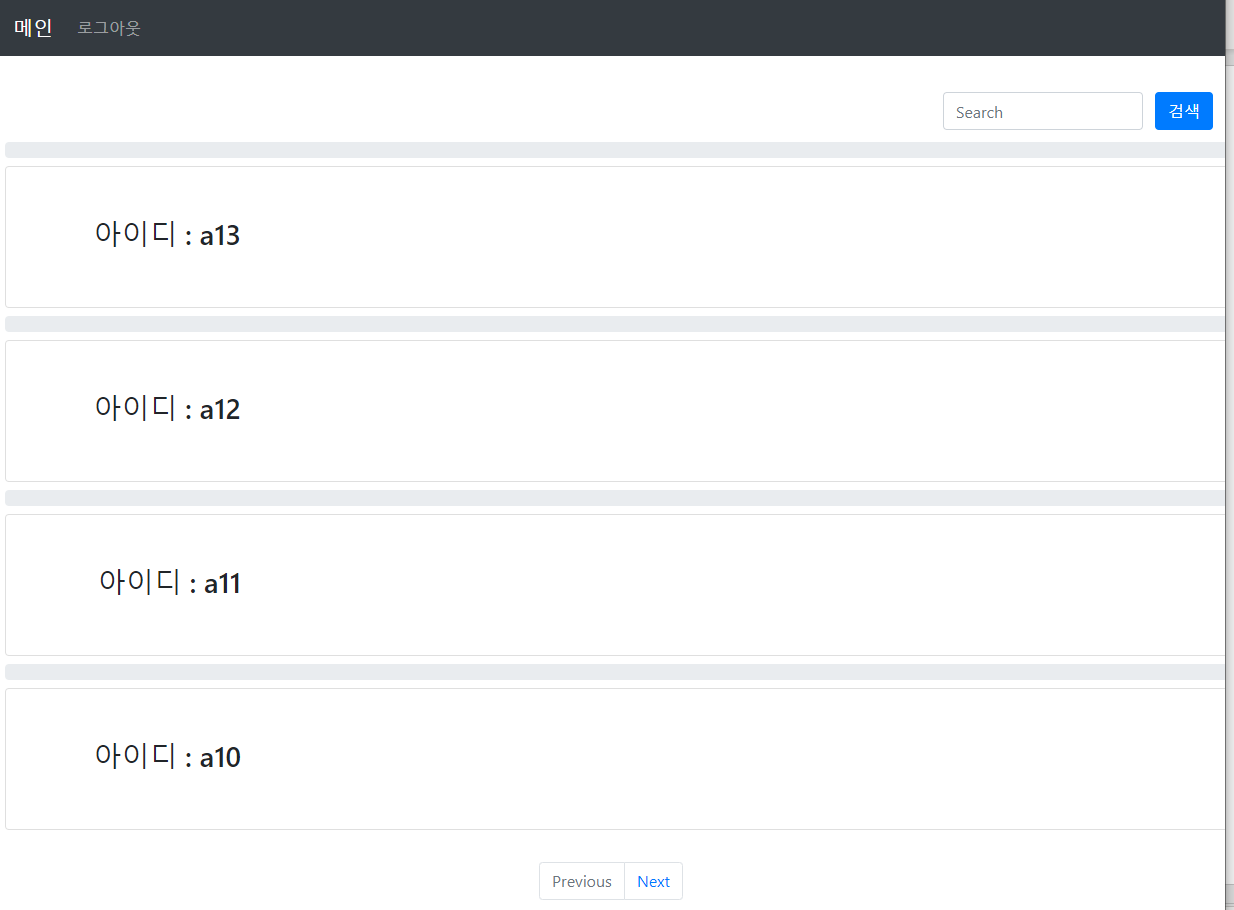 메인 로그아웃
Search 검색
아이디 : a13
아이디 : a12
아이디 : a11
아이디 : a10
Previous Next